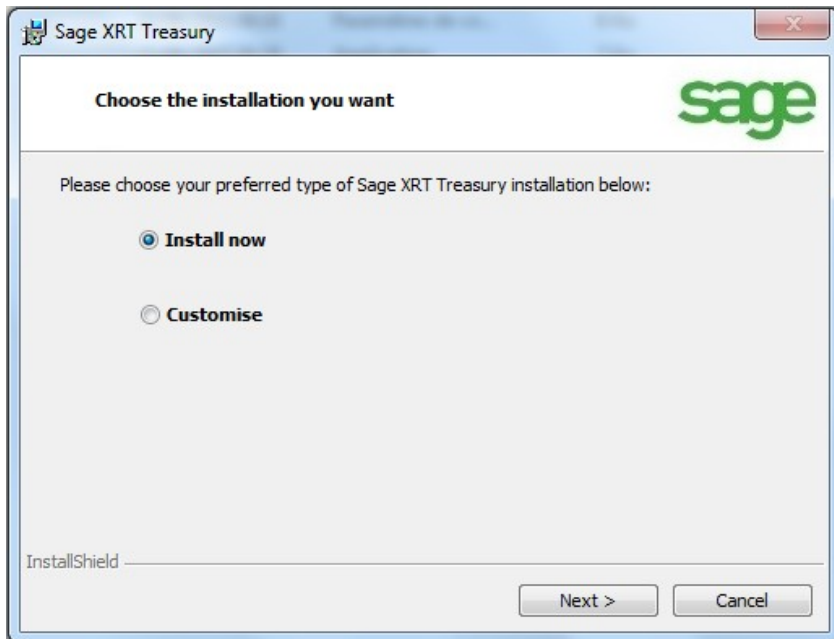 Sage XRT Treasury
Choose the installation you want
sage
Please choose your preferred type of Sage XRT Treasury installation below:
Install now
Customise
InstallShield
Next >
Cancel